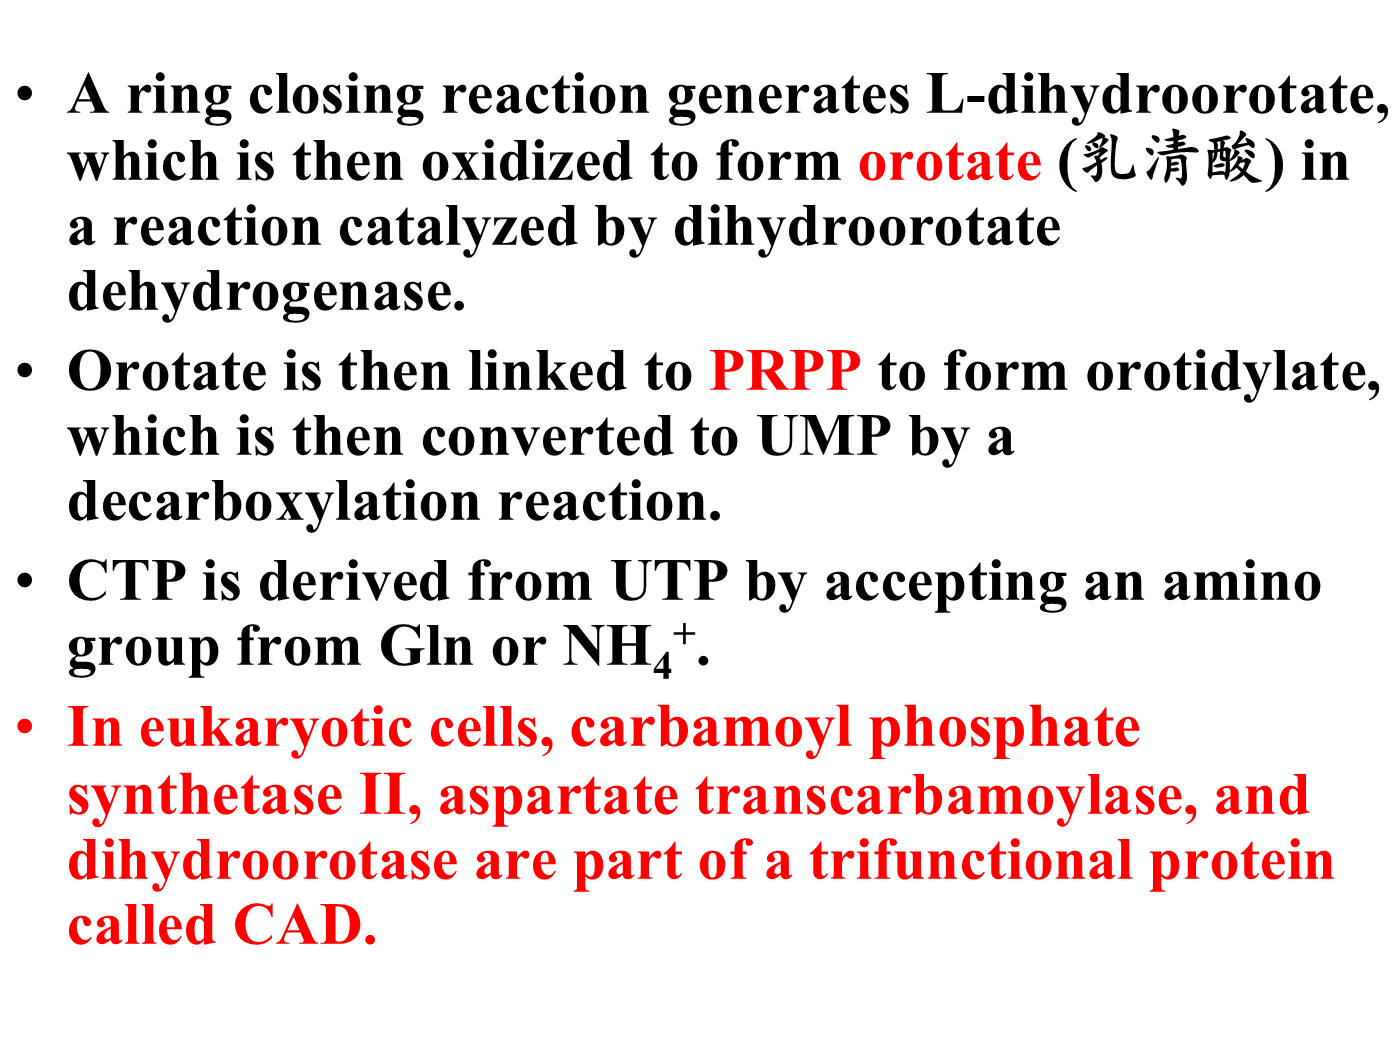 • A ring closing reaction generates L-dihydroorotate,
which is then oxidized to form orotate (乳清酸) in
a reaction catalyzed by dihydroorotate
dehydrogenase.
• Orotate is then linked to PRPP to form orotidylate,
which is then converted to UMP by a
decarboxylation reaction.
• CTP is derived from UTP by accepting an amino
group from Gln or NH₄⁺.
• In eukaryotic cells, carbamoyl phosphate
synthetase II, aspartate transcarbamoylase, and
dihydroorotase are part of a trifunctional protein
called CAD.